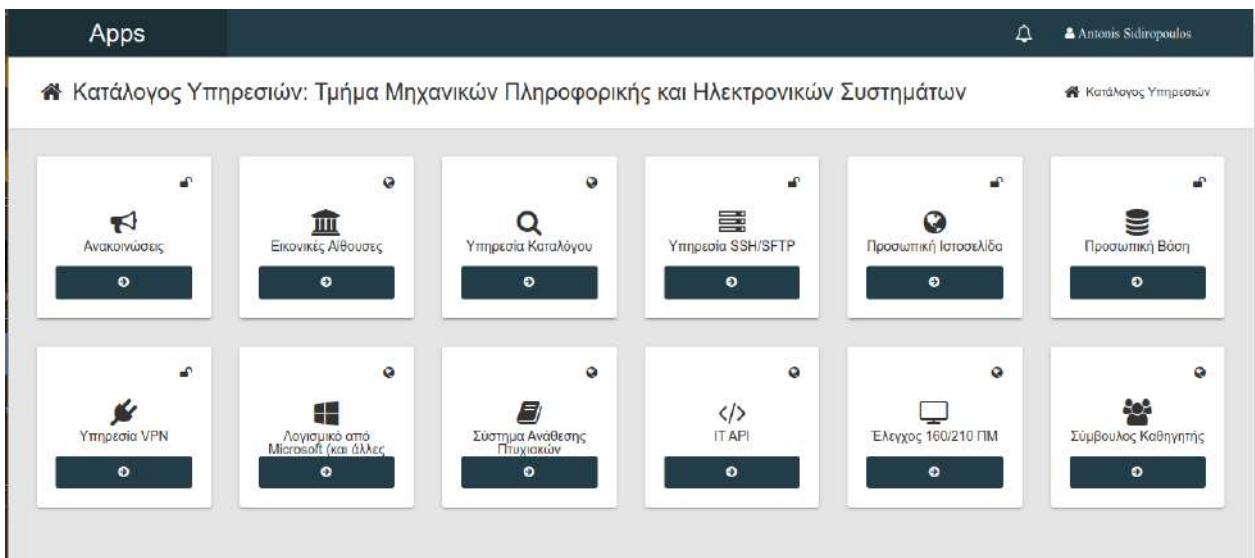 Apps
Antonis Sidiropoulos
Κατάλογος Υπηρεσιών: Τμήμα Μηχανικών Πληροφορικής και Ηλεκτρονικών Συστημάτων
Κατάλογος Υπηρεσιών
Ανακοινώσεις
Εικονικές Αίθουσες
Υπηρεσία Καταλόγου
Υπηρεσία SSH/SFTP
Προσωπική Ιστοσελίδα
Προσωπική Βάση
Υπηρεσία VPN
Λογισμικό από
Microsoft (και άλλες
Σύστημα Ανάθεσης
Πτυχιακών
</> 
IT API
Έλεγχος 160/210 ΠΜ
Σύμβουλος Καθηγητής